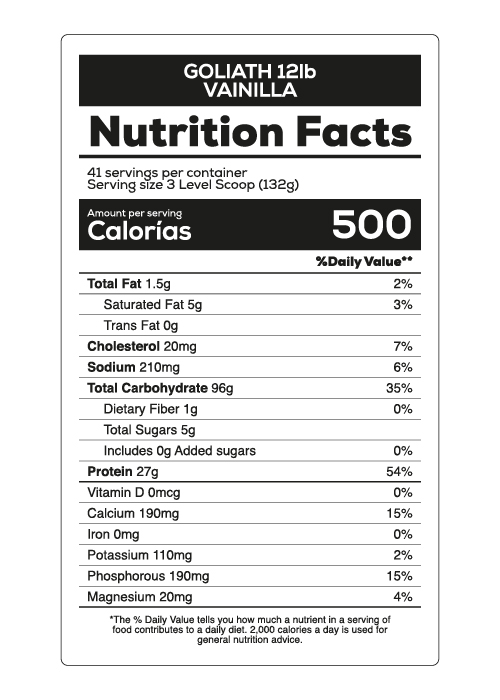 GOLIATH 12lb
VAINILLA
Nutrition Facts
41 servings per container
Serving size 3 Level Scoop (132g)
Amount per serving
Calorías 500
%Daily Value**
Total Fat 1.5g 2%
Saturated Fat 5g 3%
Trans Fat 0g
Cholesterol 20mg 7%
Sodium 210mg 6%
Total Carbohydrate 96g 35%
Dietary Fiber 1g 0%
Total Sugars 5g
Includes 0g Added sugars 0%
Protein 27g 54%
Vitamin D 0mcg 0%
Calcium 190mg 15%
Iron 0mg 0%
Potassium 110mg 2%
Phosphorous 190mg 15%
Magnesium 20mg 4%
*The % Daily Value tells you how much a nutrient in a serving of
food contributes to a daily diet. 2,000 calories a day is used for
general nutrition advice.